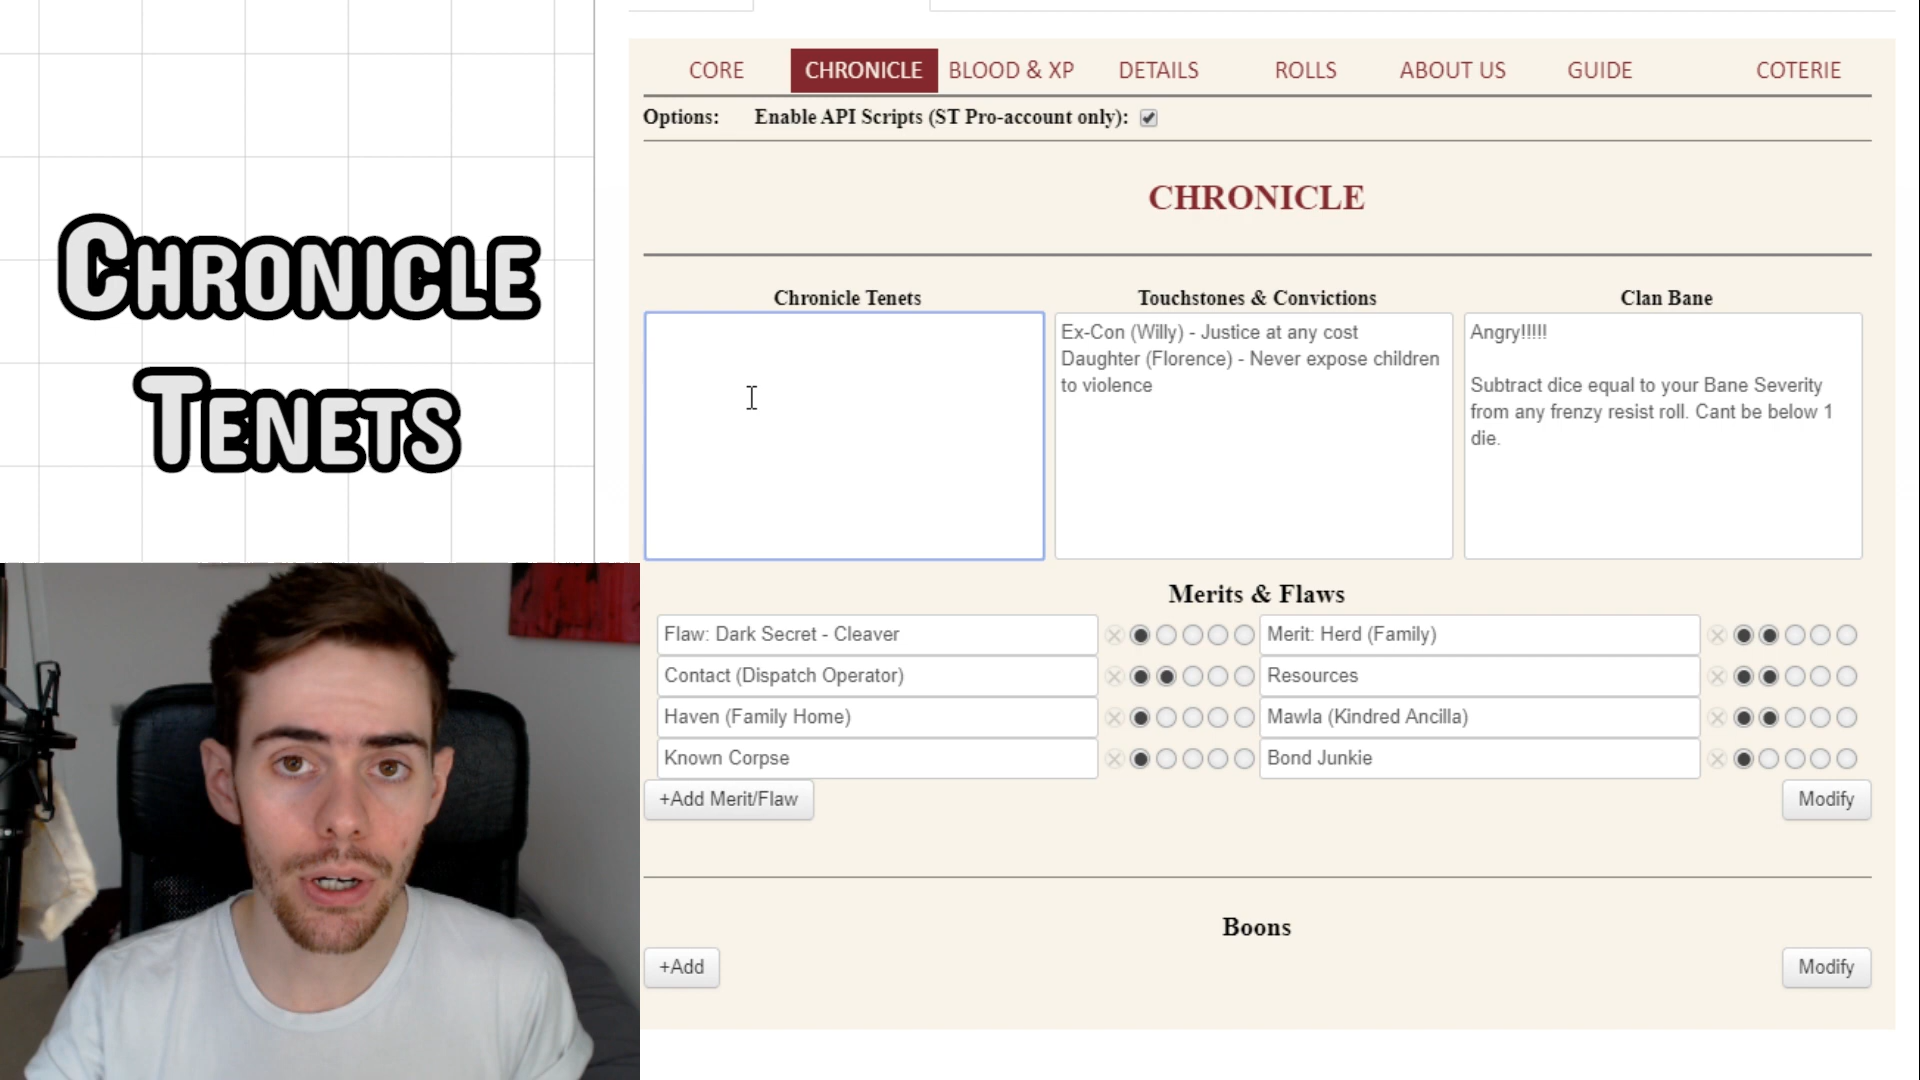 CHRONICLE
TENETS
CORE CHRONICLE BLOOD & XP DETAILS ROLLS ABOUT US GUIDE COTERIE
Options: Enable API Scripts (ST Pro-account only):
CHRONICLE
Chronicle Tenets
Touchstones & Convictions
Ex-Con (Willy) - Justice at any cost
Daughter (Florence) - Never expose children
to violence
Clan Bane
Angry!!!!!
Subtract dice equal to your Bane Severity
from any frenzy resist roll. Cant be below 1
die.
Merits & Flaws
Flaw: Dark Secret - Cleaver
Merit: Herd (Family)
Contact (Dispatch Operator)
Resources
Haven (Family Home)
Mawla (Kindred Ancilla)
Known Corpse
Bond Junkie
+Add Merit/Flaw
Modify
Boons
+Add
Modify